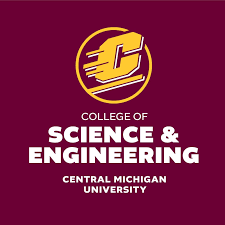 C
COLLEGE OF
SCIENCE &
ENGINEERING
CENTRAL MICHIGAN
UNIVERSITY